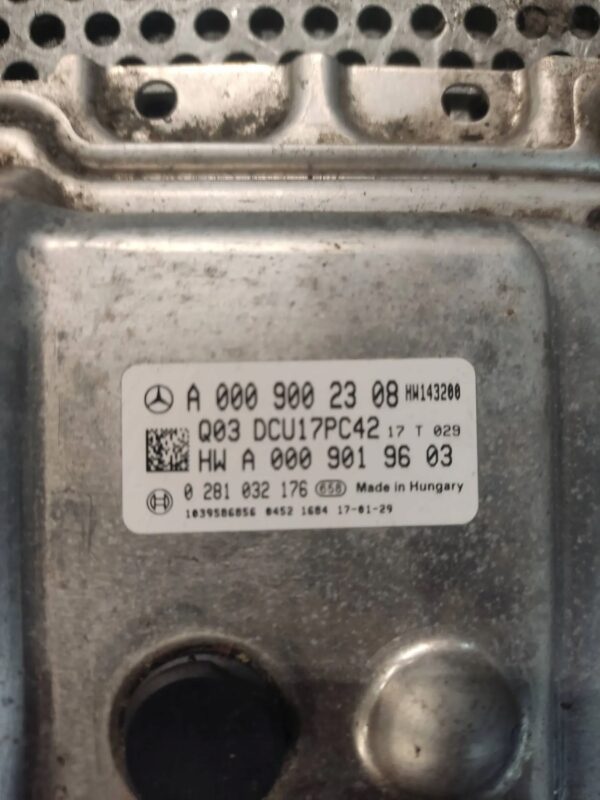 A 000 900 23 08 HW143200
Q03 DCU17PC42 17 T 029
HW A 000 901 96 03
0 281 032 176 658 Made in Hungary
1039S86856 0452 1684 17-01-29